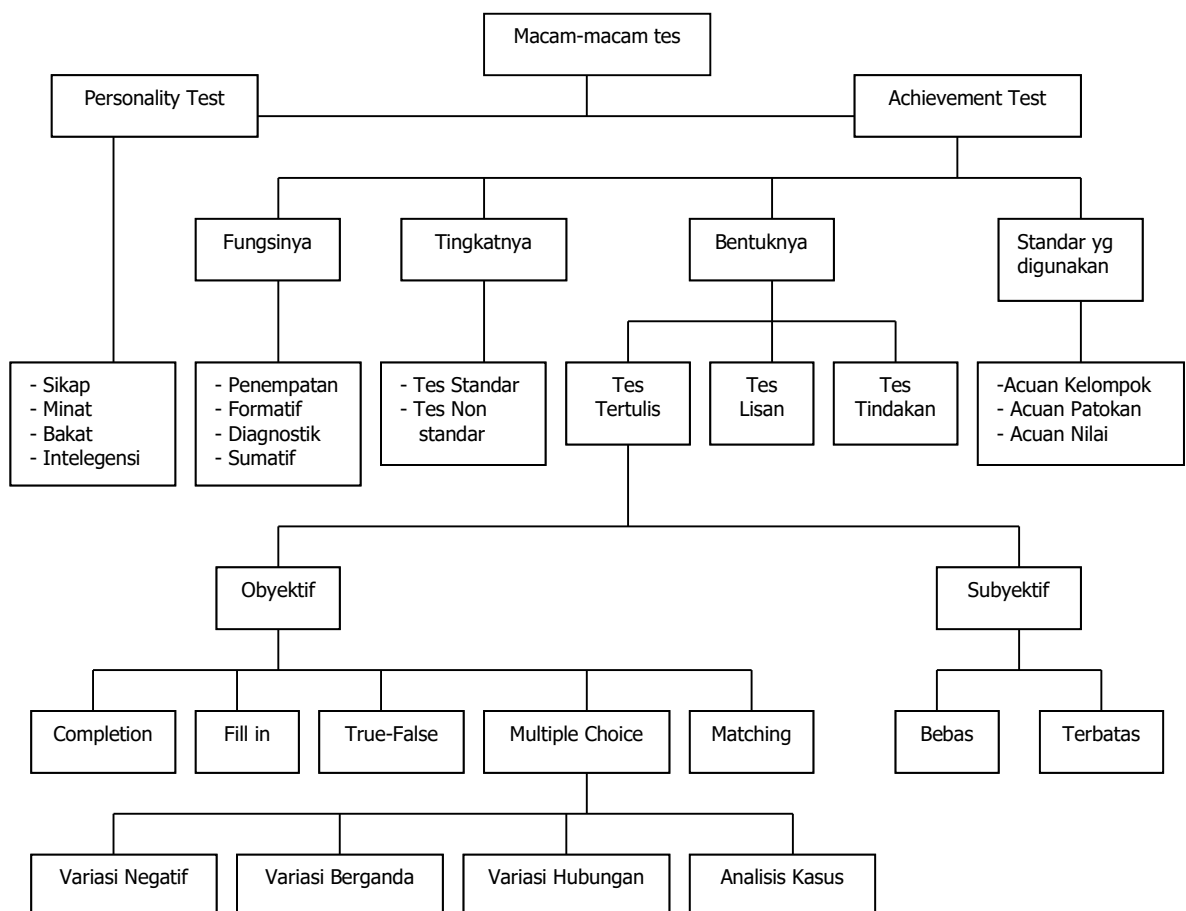 Macam-macam tes
Personality Test
Achievement Test
Fungsinya
Tingkatnya
Bentuknya
Standar yg
digunakan
- Sikap
- Minat
- Bakat
- Intelegensi
- Penempatan
- Formatif
- Diagnostik
- Sumatif
- Tes Standar
- Tes Non
standar
Tes
Tertulis
Tes
Lisan
Tes
Tindakan
-Acuan Kelompok
- Acuan Patokan
- Acuan Nilai
Obyektif
Subyektif
Completion
Fill in
True-False
Multiple Choice
Matching
Bebas
Terbatas
Variasi Negatif
Variasi Berganda
Variasi Hubungan
Analisis Kasus